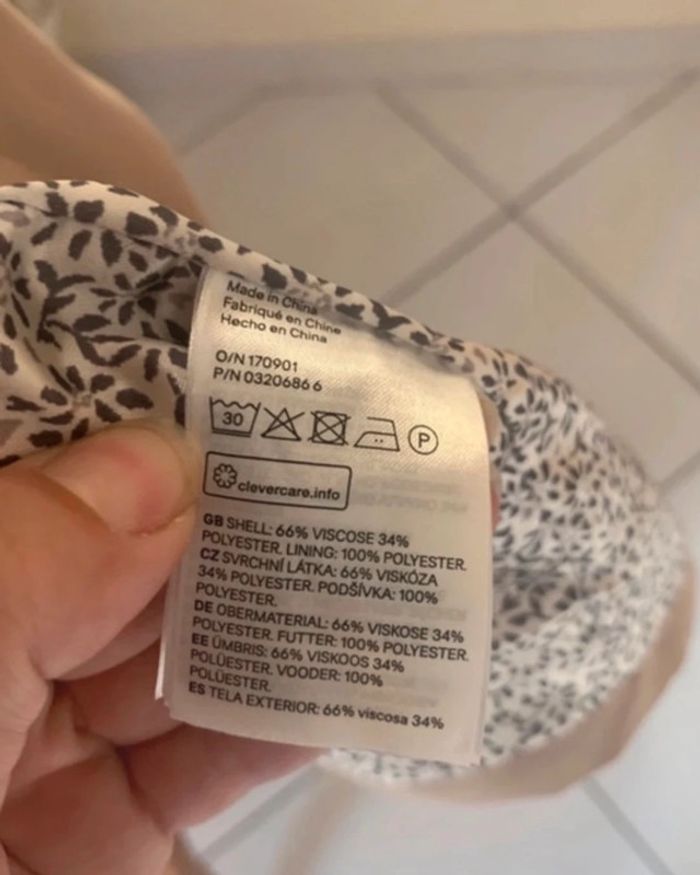 Made in China
Fabriqué en Chine
Hecho en China
O/N 170901
P/N 0320686 6
30
P
clevercare.info
GB SHELL: 66% VISCOSE 34%
POLYESTER. LINING: 100% POLYESTER.
CZ SVRCHNÍ LÁTKA: 66% VISKÓZA
34% POLYESTER. PODŠÍVKA: 100%
POLYESTER.
DE OBERMATERIAL: 66% VISKOSE 34%
POLYESTER. FUTTER: 100% POLYESTER.
EE ÜMBRIS: 66% VISKOOS 34%
POLÜESTER. VOODER: 100%
POLÜESTER.
ES TELA EXTERIOR: 66% viscosa 34%